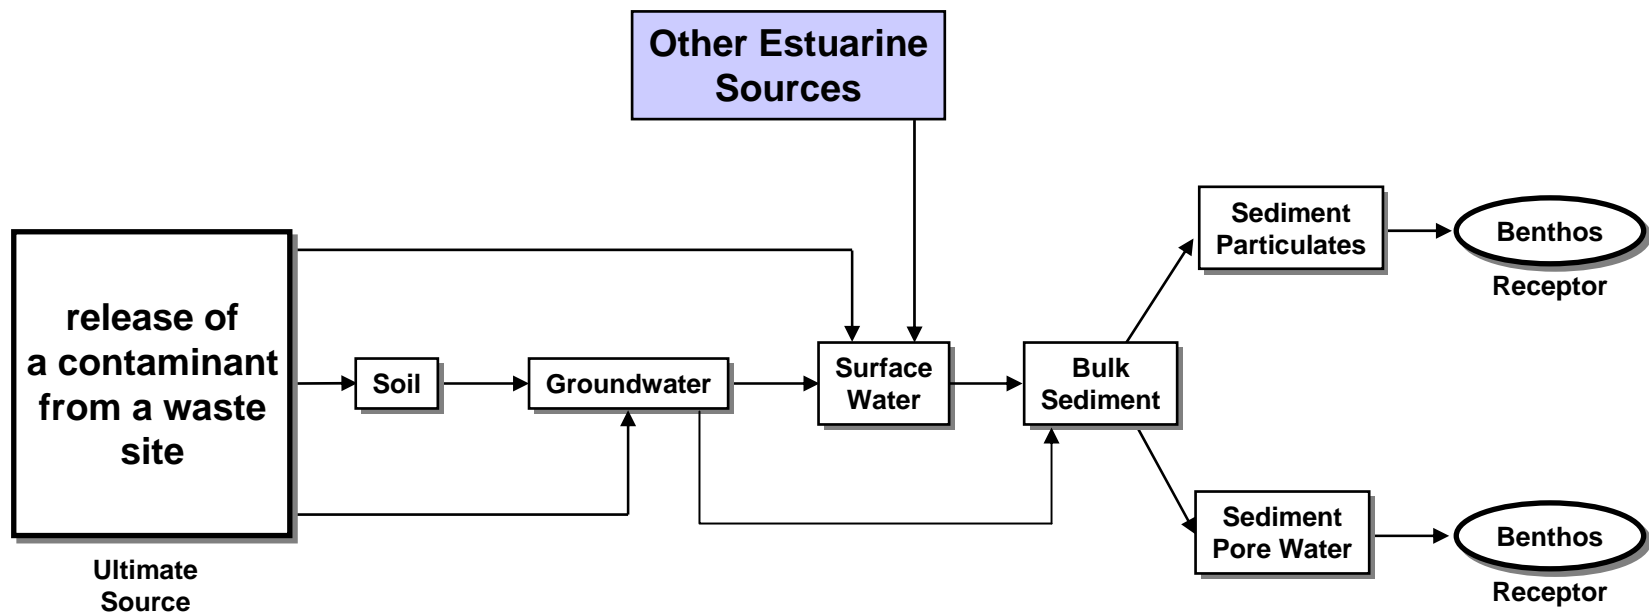 Other Estuarine
Sources
release of
a contaminant
from a waste
site
Ultimate
Source
Soil
Groundwater
Surface
Water
Bulk
Sediment
Sediment
Particulates
Benthos
Receptor
Sediment
Pore Water
Benthos
Receptor